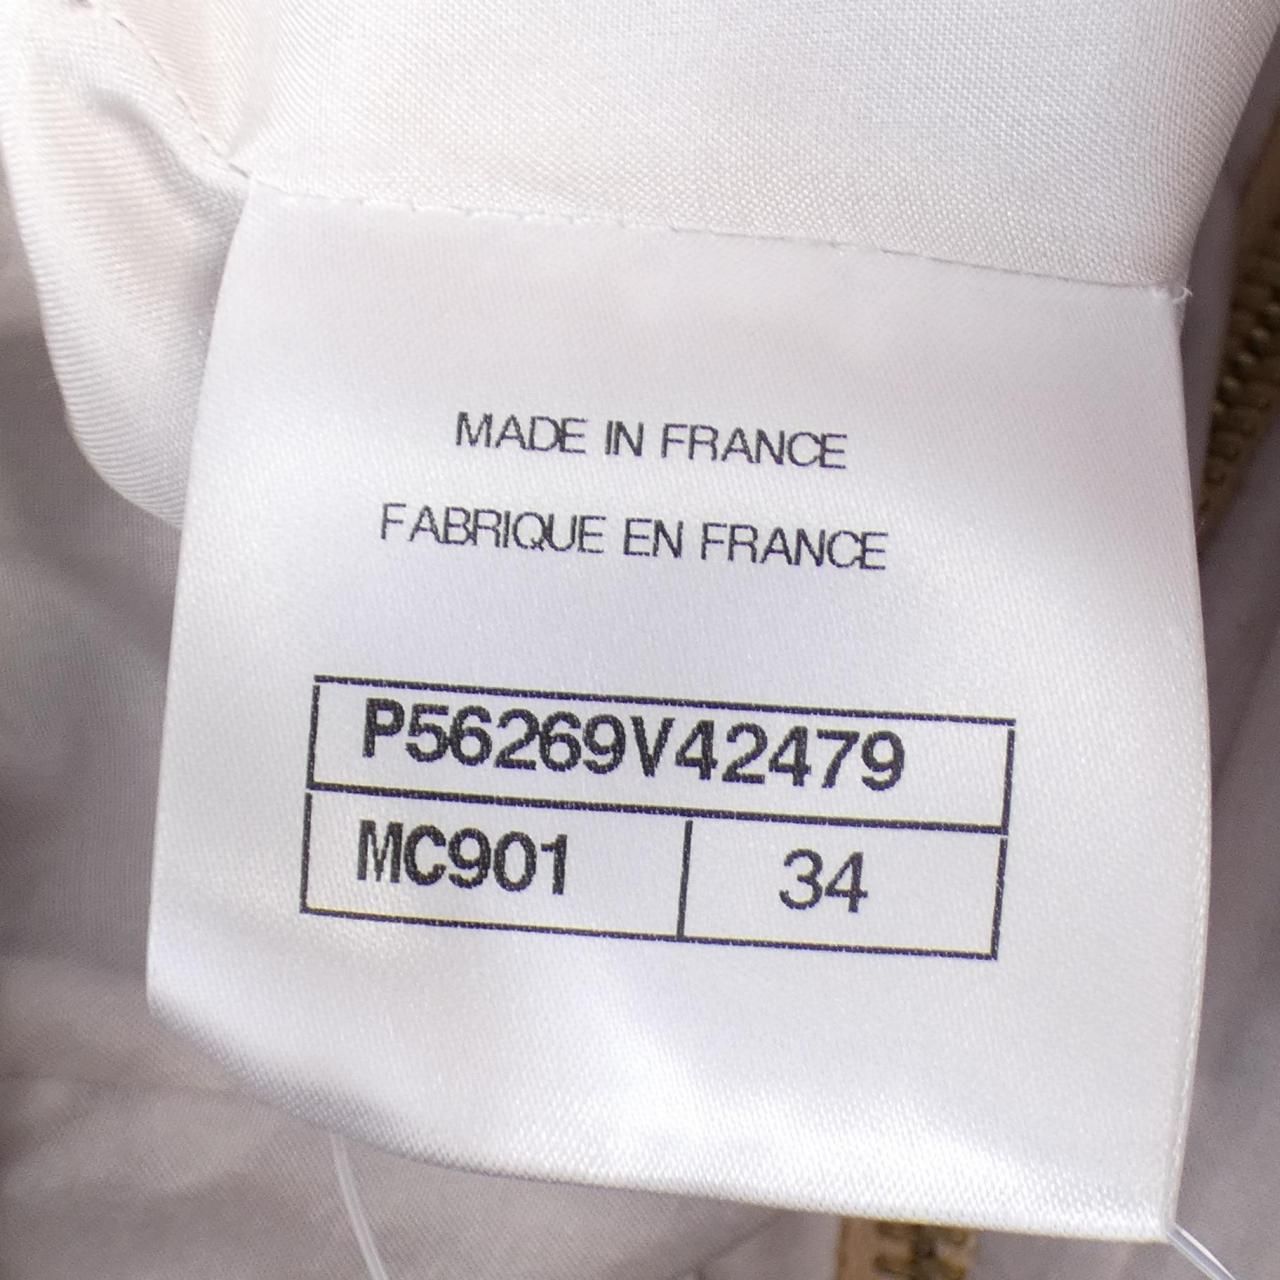 MADE IN FRANCE
FABRIQUE EN FRANCE
P56269V42479
MC901 34